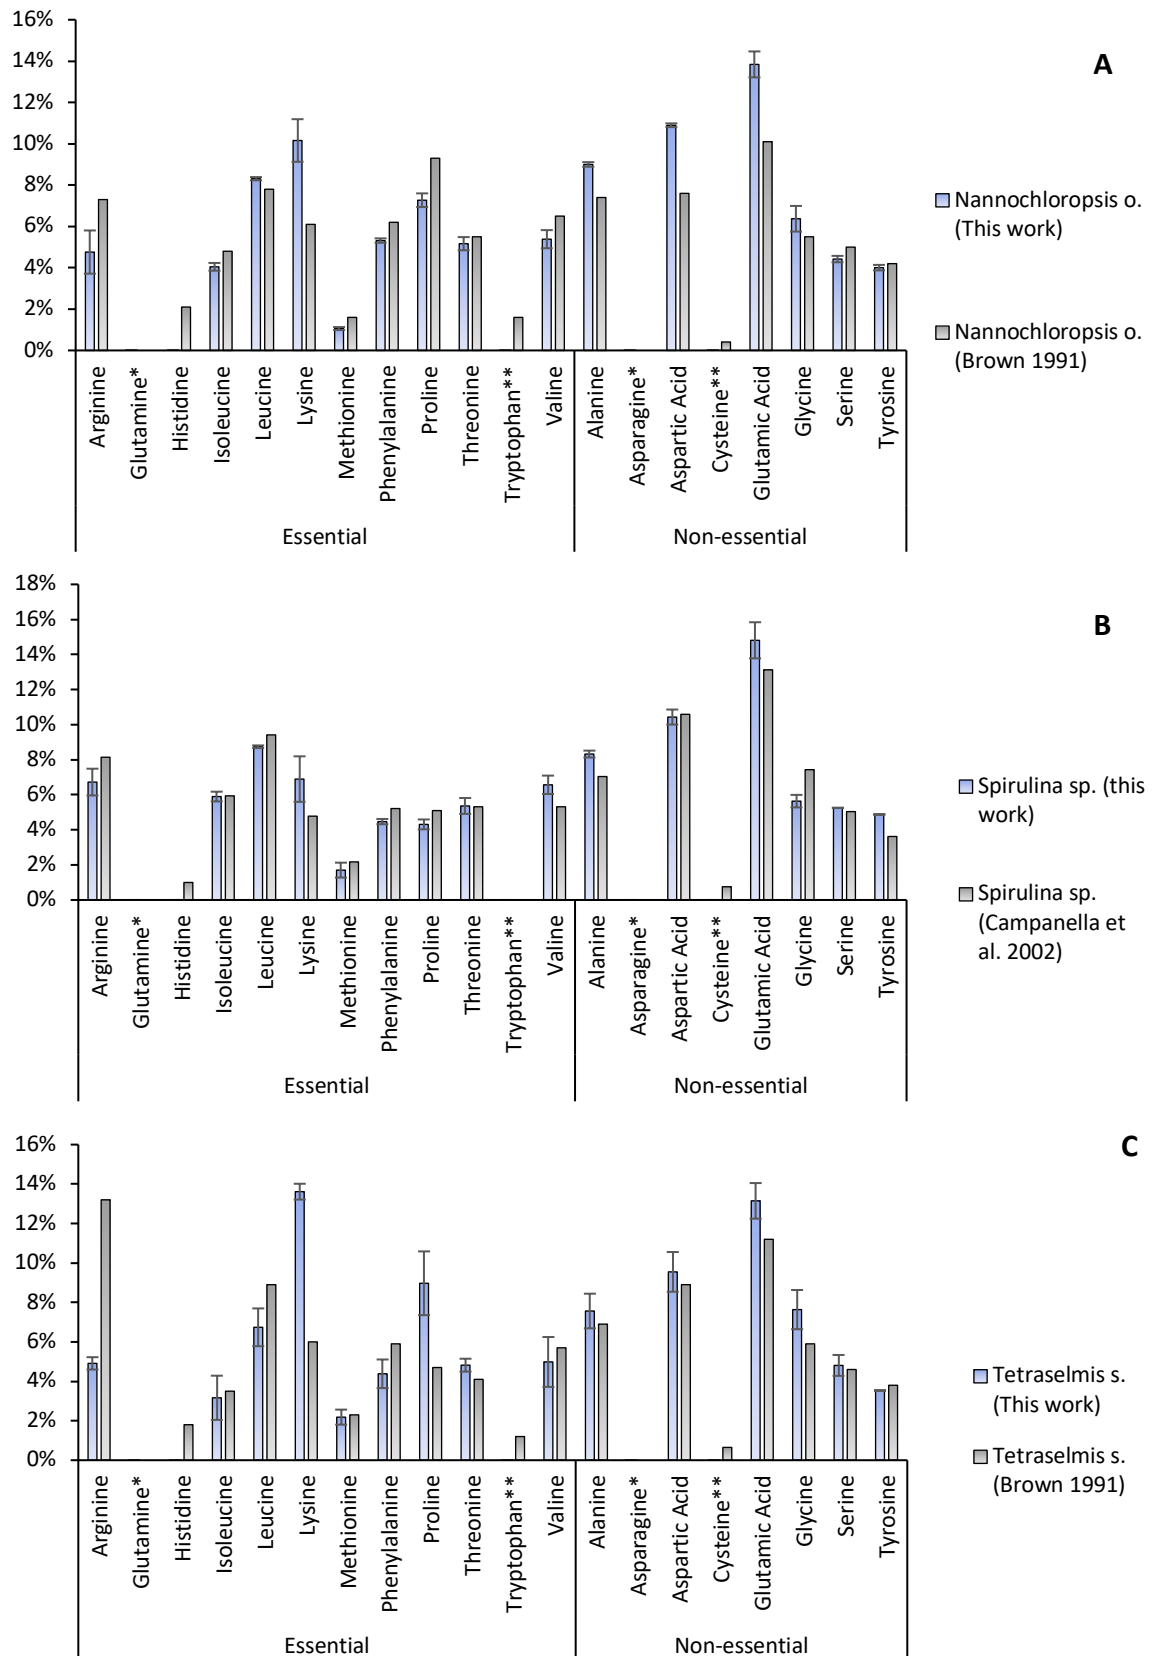 16%
14%
12%
10%
8%
6%
4%
2%
0%
A
Nannochloropsis o.
(This work)
Nannochloropsis o.
(Brown 1991)
Arginine
Glutamine*
Histidine
Isoleucine
Leucine
Lysine
Methionine
Phenylalanine
Proline
Threonine
Tryptophan**
Valine
Alanine
Asparagine*
Aspartic Acid
Cysteine**
Glutamic Acid
Glycine
Serine
Tyrosine
Essential
Non-essential
18%
16%
14%
12%
10%
8%
6%
4%
2%
0%
B
Spirulina sp. (this
work)
Spirulina sp.
(Campanella et
al. 2002)
Arginine
Glutamine*
Histidine
Isoleucine
Leucine
Lysine
Methionine
Phenylalanine
Proline
Threonine
Tryptophan**
Valine
Alanine
Asparagine*
Aspartic Acid
Cysteine**
Glutamic Acid
Glycine
Serine
Tyrosine
Essential
Non-essential
16%
14%
12%
10%
8%
6%
4%
2%
0%
C
Tetraselmis s.
(This work)
Tetraselmis s.
(Brown 1991)
Arginine
Glutamine*
Histidine
Isoleucine
Leucine
Lysine
Methionine
Phenylalanine
Proline
Threonine
Tryptophan**
Valine
Alanine
Asparagine*
Aspartic Acid
Cysteine**
Glutamic Acid
Glycine
Serine
Tyrosine
Essential
Non-essential